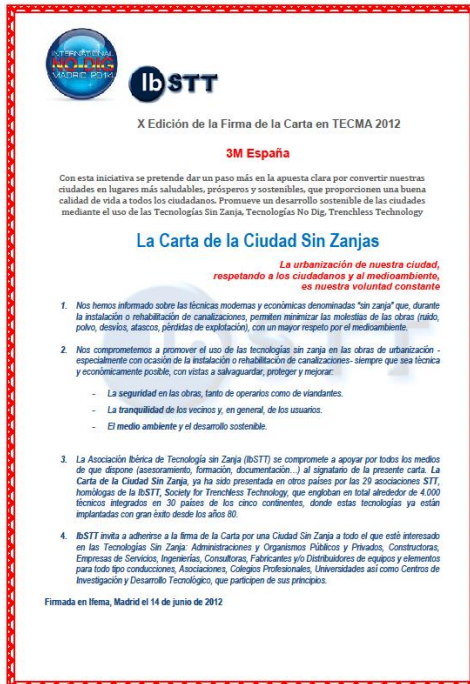 INTERNATIONAL
NO-DIG
MADRID 2014
IbSTT
X Edición de la Firma de la Carta en TECMA 2012
3M España
Con esta iniciativa se pretende dar un paso más en la apuesta clara por convertir nuestras
ciudades en lugares más saludables, prósperos y sostenibles, que proporcionen una buena
calidad de vida a todos los ciudadanos. Promueve un desarrollo sostenible de las ciudades
mediante el uso de las Tecnologías Sin Zanja, Tecnologías No Dig, Trenchless Technology
La Carta de la Ciudad Sin Zanjas
La urbanización de nuestra ciudad,
respetando a los ciudadanos y al medioambiente,
es nuestra voluntad constante
1. Nos hemos informado sobre las técnicas modernas y económicas denominadas "sin zanja" que, durante
la instalación o rehabilitación de canalizaciones, permiten minimizar las molestias de las obras (ruido,
polvo, desvíos, atascos, pérdidas de explotación), con un mayor respeto por el medioambiente.
2. Nos comprometemos a promover el uso de las tecnologías sin zanja en las obras de urbanización -
especialmente con ocasión de la instalación o rehabilitación de canalizaciones- siempre que sea técnica
y económicamente posible, con vistas a salvaguardar, proteger y mejorar:
- La seguridad en las obras, tanto de operarios como de viandantes.
- La tranquilidad de los vecinos y, en general, de los usuarios.
- El medio ambiente y el desarrollo sostenible.
3. La Asociación Ibérica de Tecnología sin Zanja (IbSTT) se compromete a apoyar por todos los medios
de que dispone (asesoramiento, formación, documentación...) al signatario de la presente carta. La
Carta de la Ciudad Sin Zanja, ya ha sido presentada en otros países por las 29 asociaciones STT,
homólogas de la IbSTT, Society for Trenchless Technology, que engloban en total alrededor de 4.000
técnicos integrados en 30 países de los cinco continentes, donde estas tecnologías ya están
implantadas con gran éxito desde los años 80.
4. IbSTT invita a adherirse a la firma de la Carta por una Ciudad Sin Zanja a todo el que esté interesado
en las Tecnologías Sin Zanja: Administraciones y Organismos Públicos y Privados, Constructoras,
Empresas de Servicios, Ingenierías, Consultoras, Fabricantes y/o Distribuidores de equipos y elementos
para todo tipo conducciones, Asociaciones, Colegios Profesionales, Universidades así como Centros de
Investigación y Desarrollo Tecnológico, que participen de sus principios.
Firmada en Ifema, Madrid el 14 de junio de 2012